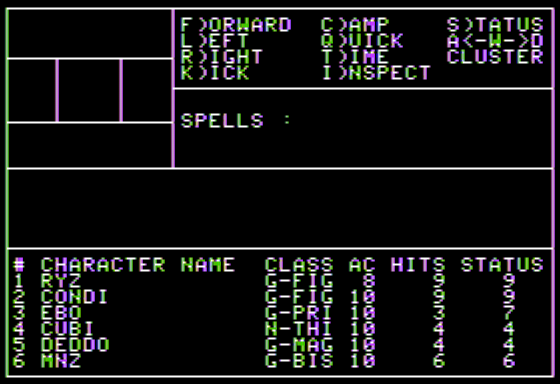 F)ORWARD C)AMP S)TATUS
L)EFT Q)UICK A<-W->D
R)IGHT T)IME CLUSTER
K)ICK I)NSPECT
SPELLS :
# CHARACTER NAME CLASS AC HITS STATUS
1 RYZ G-FIG 8 9 9
2 CONDI G-FIG 10 9 9
3 EBO G-PRI 10 3 7
4 CUBI N-THI 10 4 4
5 DEDDO G-MAG 10 4 4
6 MNZ G-BIS 10 6 6